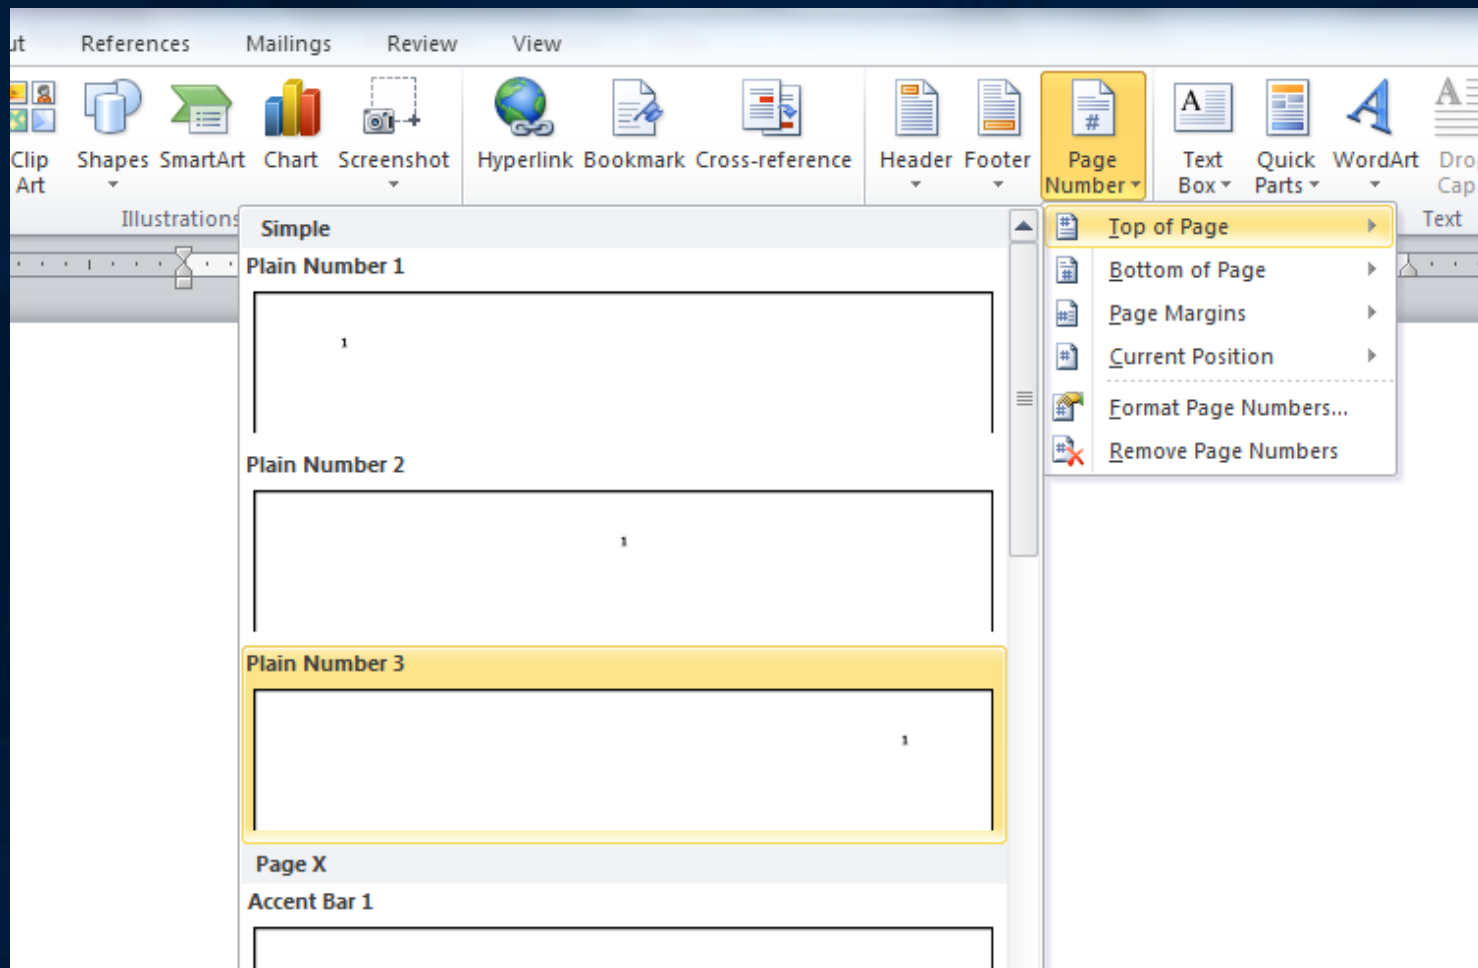 References Mailings Review View
Clip Art
Shapes
SmartArt
Chart
Screenshot
Hyperlink
Bookmark
Cross-reference
Header
Footer
Page Number
Text Box
Quick Parts
WordArt
Cap
Illustrations
Text
Top of Page
Bottom of Page
Page Margins
Current Position
Format Page Numbers...
Remove Page Numbers
Simple
Plain Number 1
1
Plain Number 2
1
Plain Number 3
1
Page X
Accent Bar 1